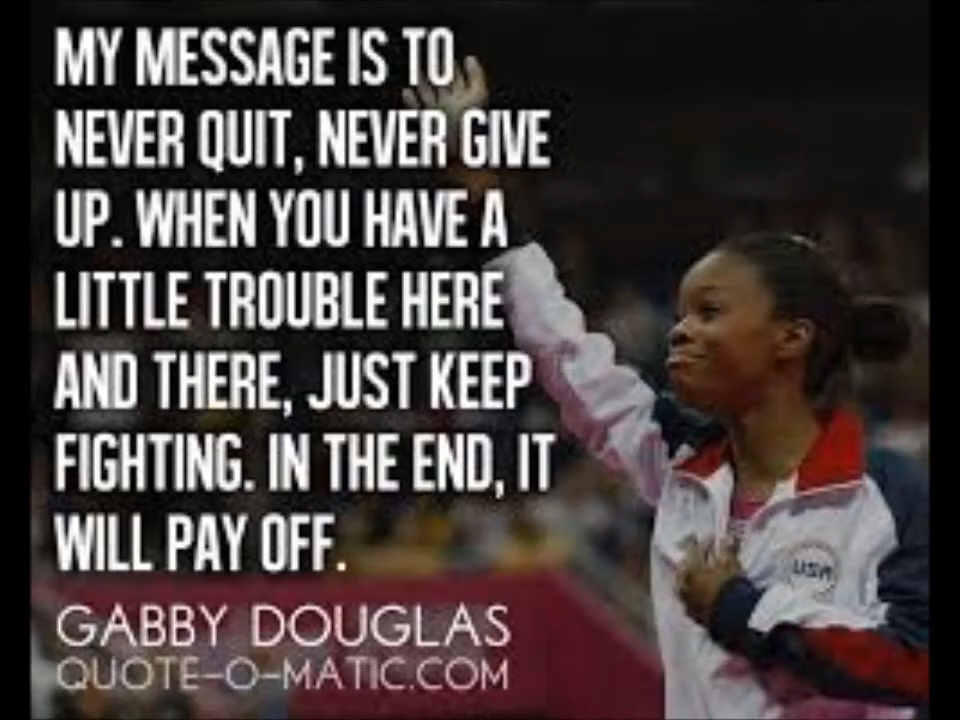 MY MESSAGE IS TO
NEVER QUIT, NEVER GIVE
UP. WHEN YOU HAVE A
LITTLE TROUBLE HERE
AND THERE, JUST KEEP
FIGHTING. IN THE END, IT
WILL PAY OFF.
GABBY DOUGLAS
QUOTE-O-MATIC.COM
USA